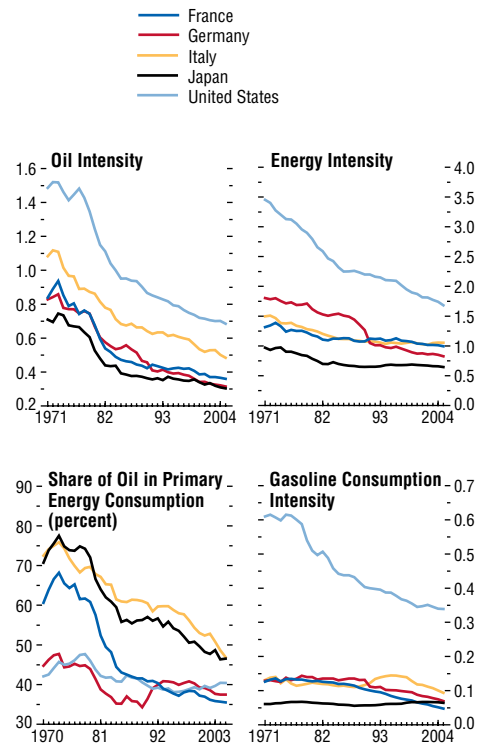 France
Germany
Italy
Japan
United States
Oil Intensity
1.6
1.4
1.2
1.0
0.8
0.6
0.4
0.2
1971 82 93 2004
Energy Intensity
4.0
3.5
3.0
2.5
2.0
1.5
1.0
0.5
0.0
1971 82 93 2004
Share of Oil in Primary
Energy Consumption
(percent)
90
80
70
60
50
40
30
1970 81 92 2003
Gasoline Consumption
Intensity
0.7
0.6
0.5
0.4
0.3
0.2
0.1
0.0
1971 82 93 2004